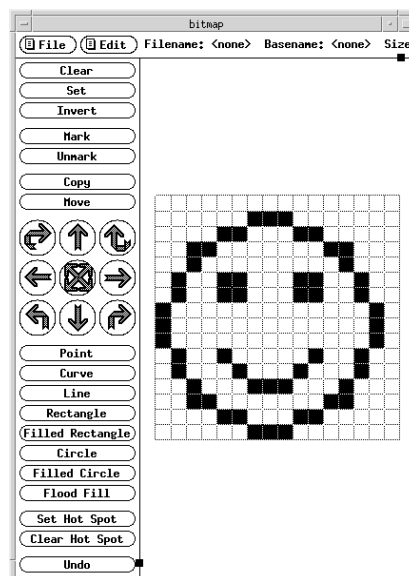 bitmap
File Edit Filename: <none> Basename: <none> Size
Clear
Set
Invert
Mark
Unmark
Copy
Move
Point
Curve
Line
Rectangle
Filled Rectangle
Circle
Filled Circle
Flood Fill
Set Hot Spot
Clear Hot Spot
Undo